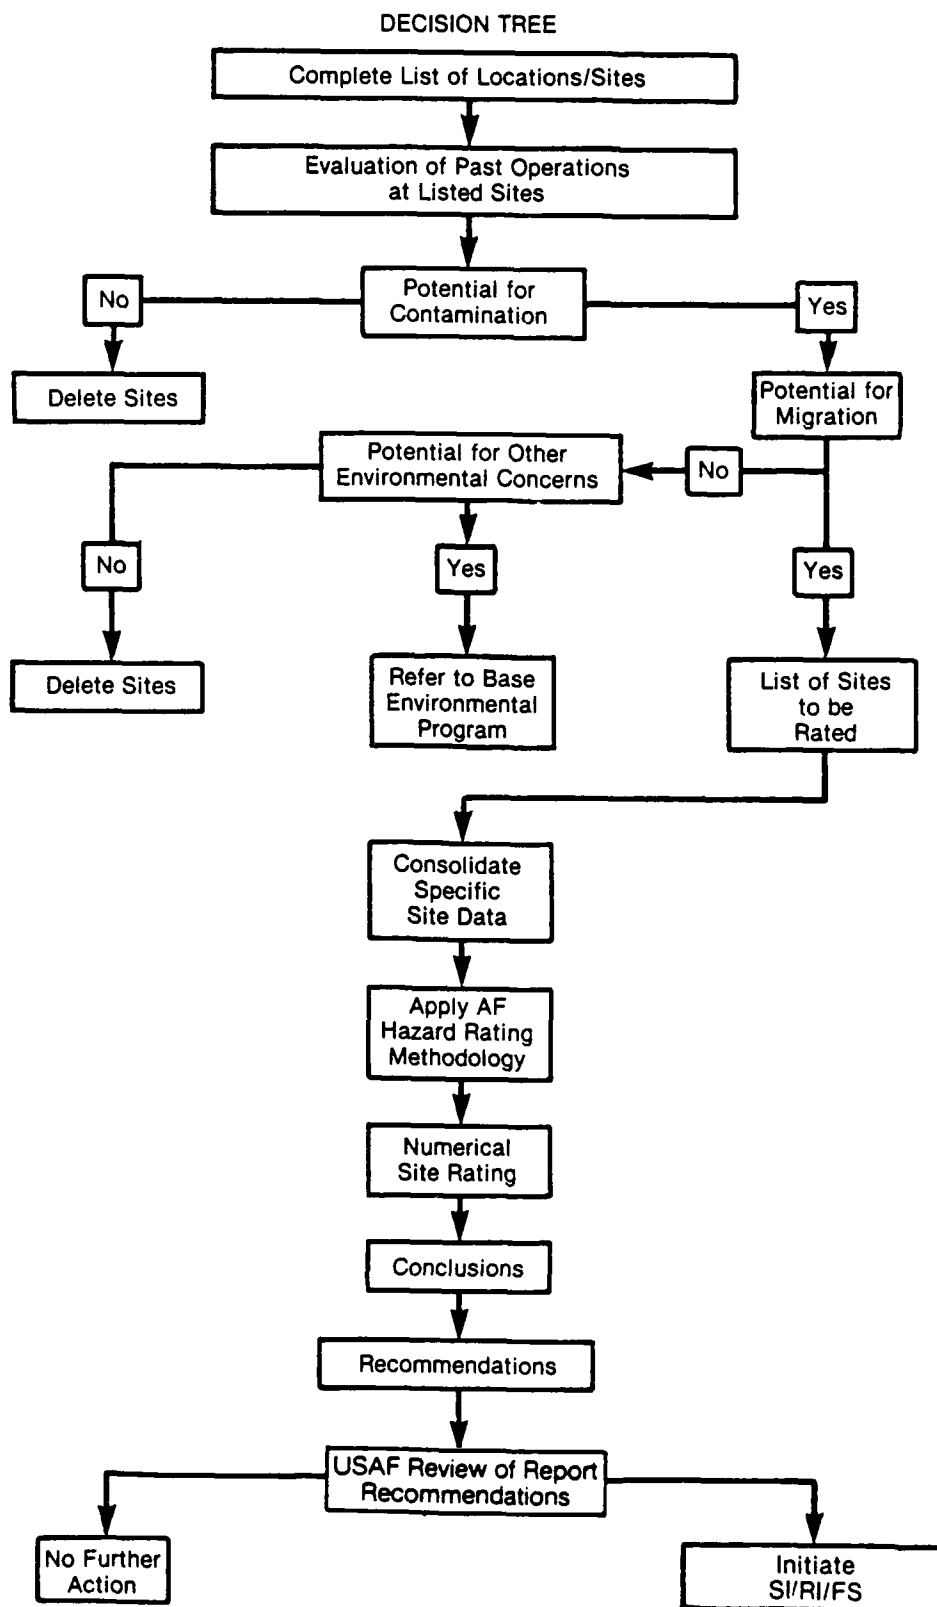 DECISION TREE
Complete List of Locations/Sites
Evaluation of Past Operations
at Listed Sites
Potential for
Contamination
No
Yes
Delete Sites
Potential for
Migration
Potential for Other
Environmental Concerns
No
No
Yes
Yes
Delete Sites
Refer to Base
Environmental
Program
List of Sites
to be
Rated
Consolidate
Specific
Site Data
Apply AF
Hazard Rating
Methodology
Numerical
Site Rating
Conclusions
Recommendations
USAF Review of Report
Recommendations
No Further
Action
Initiate
SI/RI/FS